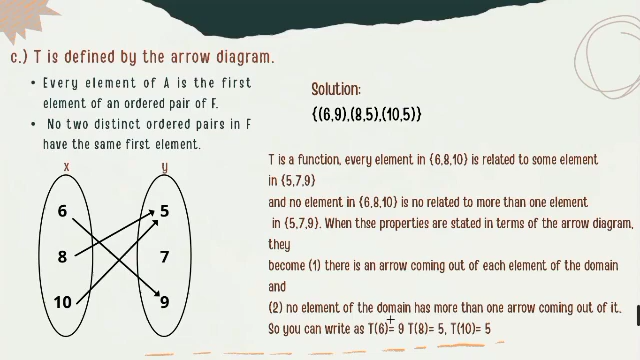 c.) T is defined by the arrow diagram.
• Every element of A is the first
element of an ordered pair of F.
• No two distinct ordered pairs in F
have the same first element.
Solution:
{(6,9),(8,5),(10,5)}
x y
6 5
8 7
10 9
T is a function, every element in {6,8,10} is related to some element
in {5,7,9}
and no element in {6,8,10} is no related to more than one element
in {5,7,9}. When thse properties are stated in terms of the arrow diagram,
they
become (1) there is an arrow coming out of each element of the domain
and
(2) no element of the domain has more than one arrow coming out of it.
So you can write as T(6)= 9 T(8)= 5, T(10)= 5